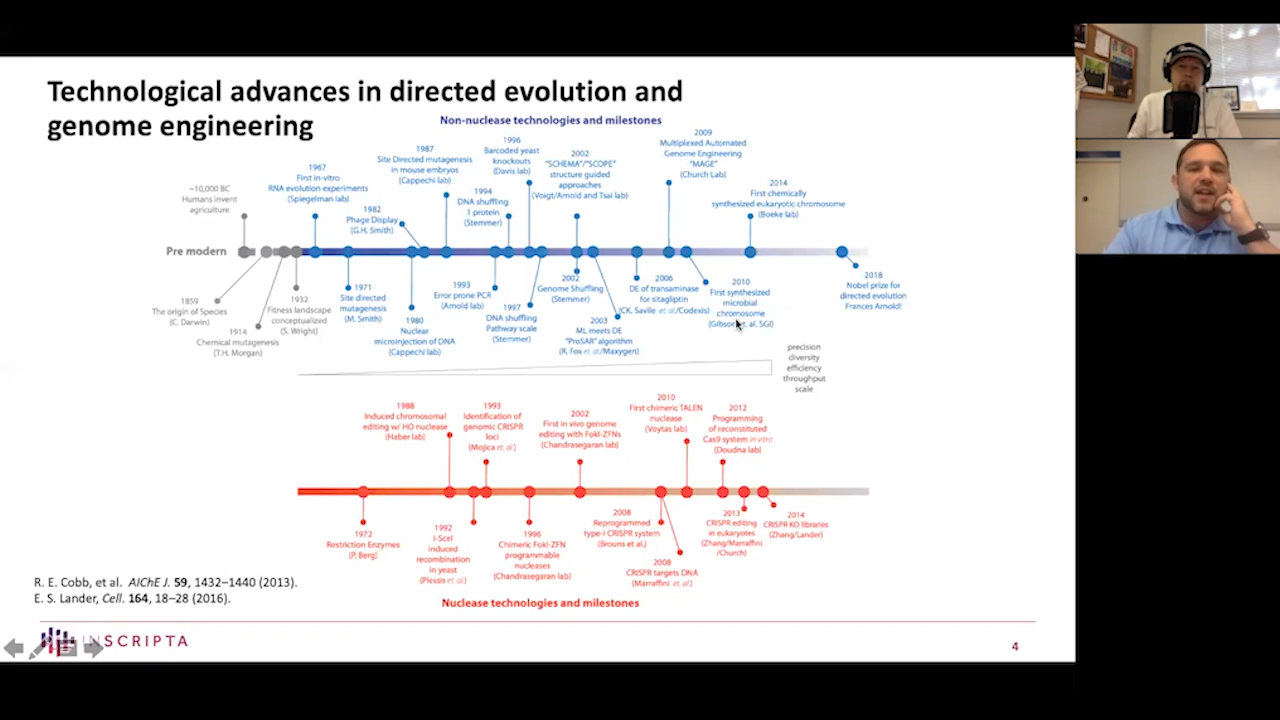 Technological advances in directed evolution and
genome engineering
Non-nuclease technologies and milestones
~10,000 BC
Humans invent
agriculture
1967
First in-vitro
RNA evolution experiments
(Spiegelman lab)
1982
Phage Display
(G.H. Smith)
1987
Site Directed mutagenesis
in mouse embryos
(Cappechi lab)
1994
DNA shuffling
1 protein
(Stemmer)
1996
Barcoded yeast
knockouts
(Davis lab)
2002
"SCHEMA"/"SCOPE"
structure guided
approaches
(Voigt/Arnold and Tsai lab)
2009
Multiplexed Automated
Genome Engineering
"MAGE"
(Church Lab)
2014
First chemically
synthesized eukaryotic chromosome
(Boeke lab)
Pre modern
1859
The origin of Species
(C. Darwin)
1914
Chemical mutagenesis
(T.H. Morgan)
1932
Fitness landscape
conceptualized
(S. Wright)
1971
Site directed
mutagenesis
(M. Smith)
1980
Nuclear
microinjection of DNA
(Cappechi lab)
1993
Error prone PCR
(Arnold lab)
1997
DNA shuffling
Pathway scale
(Stemmer)
2002
Genome Shuffling
(Stemmer)
2003
ML meets DE
"ProSAR" algorithm
(R. Fox et. al/Maxygen)
2006
DE of transaminase
for sitagliptin
(CK. Savile et. al/Codexis)
2010
First synthesized
microbial
chromosome
(Gibson et. al, SGI)
2018
Nobel prize for
directed evolution
Frances Arnold!
precision
diversity
efficiency
throughput
scale
1988
Induced chromosomal
editing w/ HO nuclease
(Haber lab)
1993
Identification of
genomic CRISPR
loci
(Mojica et. al)
2002
First in vivo genome
editing with FokI-ZFNs
(Chandrasegaran lab)
2010
First chimeric TALEN
nuclease
(Voytas lab)
2012
Programming
of reconstituted
Cas9 system in vitro
(Doudna lab)
1972
Restriction Enzymes
(P. Berg)
1992
I-SceI
induced
recombination
in yeast
(Plessis et. al)
1996
Chimeric FokI-ZFN
programmable
nucleases
(Chandrasegaran lab)
2008
Reprogrammed
type-I CRISPR system
(Brouns et al.)
2008
CRISPR targets DNA
(Marraffini et. al)
2013
CRISPR editing
in eukaryotes
(Zhang/Marraffini
/Church)
2014
CRISPR KO libraries
(Zhang/Lander)
Nuclease technologies and milestones
R. E. Cobb, et al. AIChE J. 59, 1432–1440 (2013).
E. S. Lander, Cell. 164, 18–28 (2016).
INSCRIPTA
4